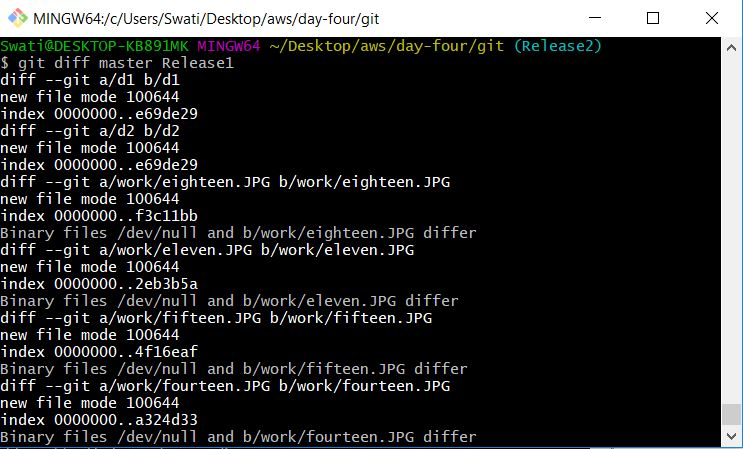 MINGW64:/c/Users/Swati/Desktop/aws/day-four/git
Swati@DESKTOP-KB891MK MINGW64 ~/Desktop/aws/day-four/git (Release2)
$ git diff master Release1
diff --git a/d1 b/d1
new file mode 100644
index 0000000..e69de29
diff --git a/d2 b/d2
new file mode 100644
index 0000000..e69de29
diff --git a/work/eighteen.JPG b/work/eighteen.JPG
new file mode 100644
index 0000000..f3c11bb
Binary files /dev/null and b/work/eighteen.JPG differ
diff --git a/work/eleven.JPG b/work/eleven.JPG
new file mode 100644
index 0000000..2eb3b5a
Binary files /dev/null and b/work/eleven.JPG differ
diff --git a/work/fifteen.JPG b/work/fifteen.JPG
new file mode 100644
index 0000000..4f16eaf
Binary files /dev/null and b/work/fifteen.JPG differ
diff --git a/work/fourteen.JPG b/work/fourteen.JPG
new file mode 100644
index 0000000..a324d33
Binary files /dev/null and b/work/fourteen.JPG differ